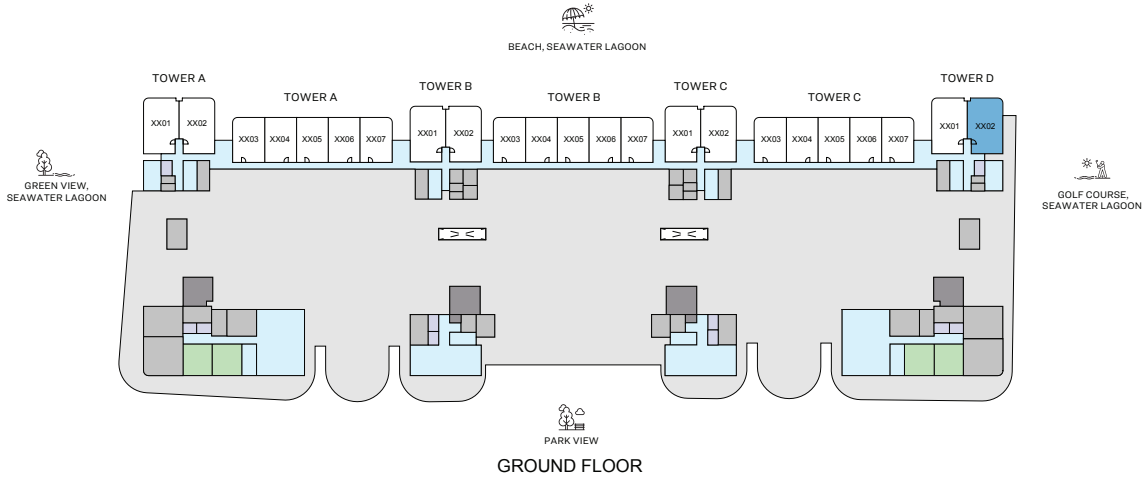 BEACH, SEAWATER LAGOON
TOWER A
TOWER A
TOWER B
TOWER B
TOWER C
TOWER C
TOWER D
XX01 XX02
XX03 XX04 XX05 XX06 XX07
XX01 XX02
XX03 XX04 XX05 XX06 XX07
XX01 XX02
XX03 XX04 XX05 XX06 XX07
XX01 XX02
GREEN VIEW,
SEAWATER LAGOON
GOLF COURSE,
SEAWATER LAGOON
PARK VIEW
GROUND FLOOR